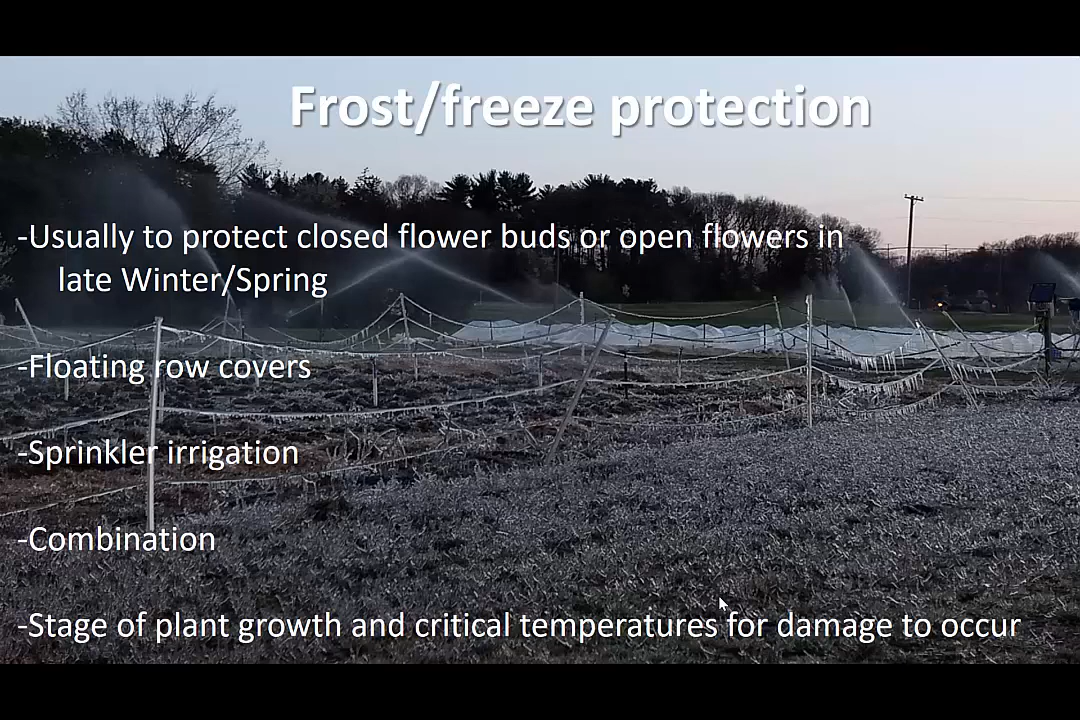 Frost/freeze protection
-Usually to protect closed flower buds or open flowers in
late Winter/Spring
-Floating row covers
-Sprinkler irrigation
-Combination
-Stage of plant growth and critical temperatures for damage to occur